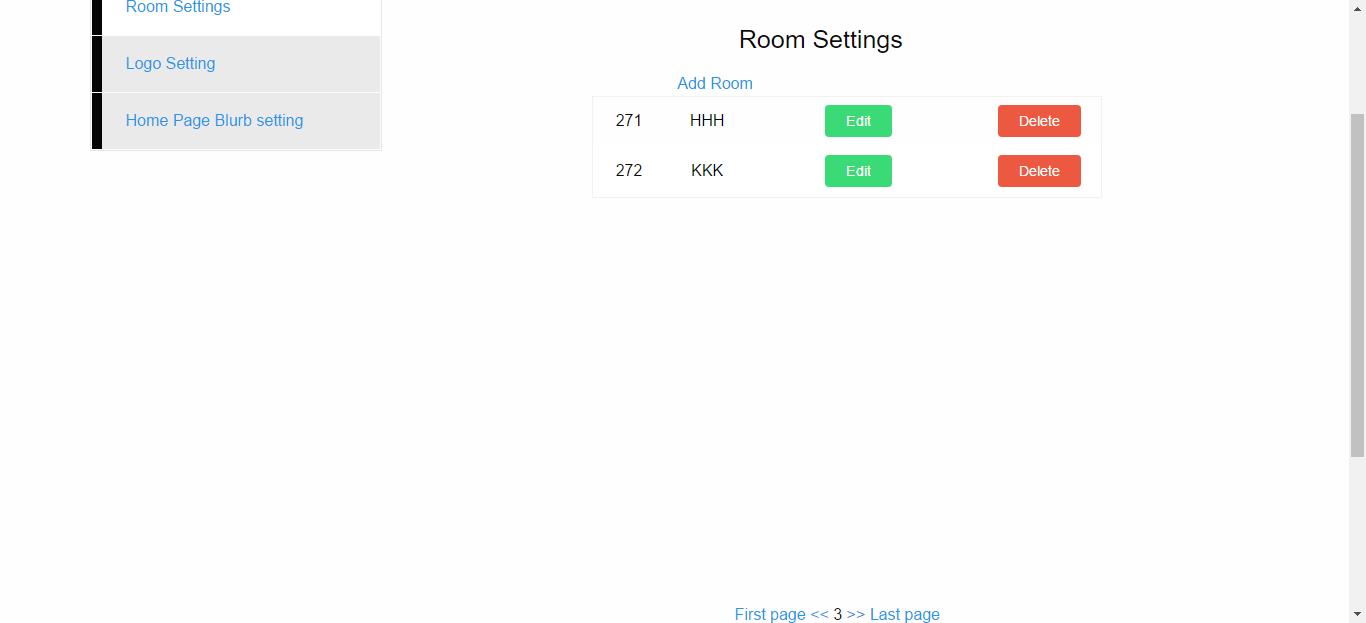 Room Settings
Logo Setting
Home Page Blurb setting
Room Settings
Add Room
271 HHH Edit Delete
272 KKK Edit Delete
First page << 3 >> Last page